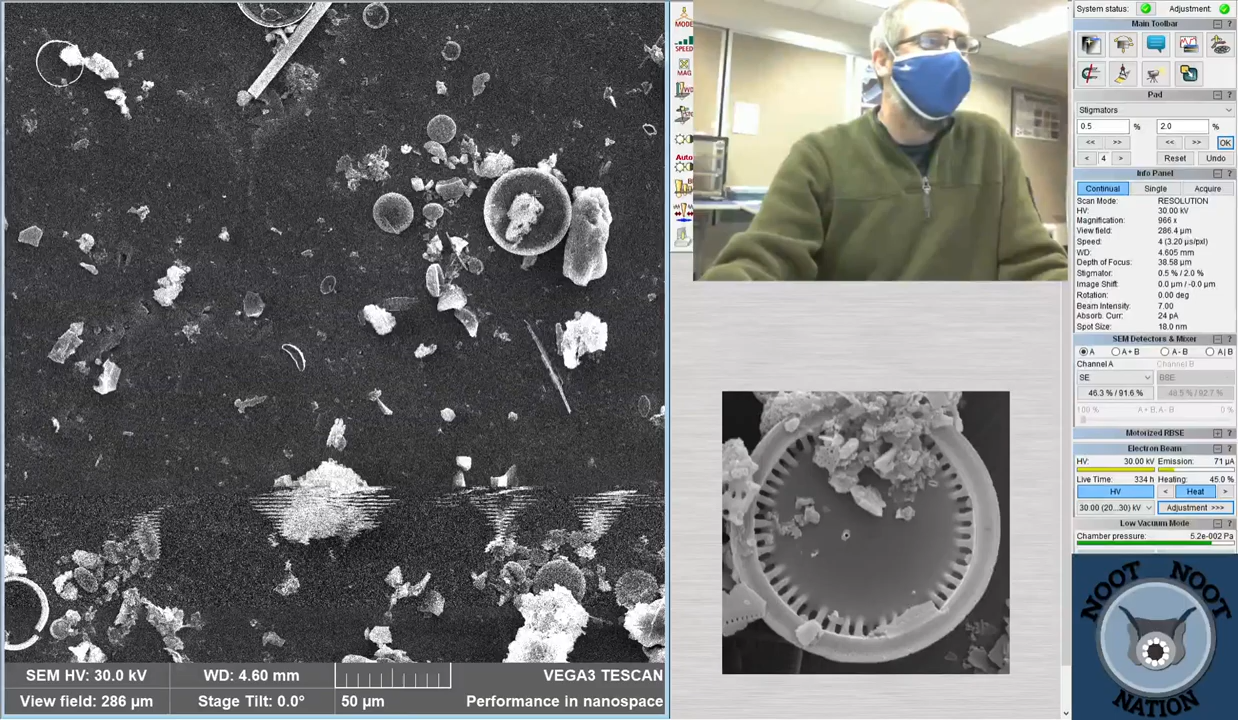 SEM HV: 30.0 kV
WD: 4.60 mm
VEGA3 TESCAN
View field: 286 µm
Stage Tilt: 0.0°
50 µm
Performance in nanospace
MODE
SPEED
MAG
WD
Auto
System status:
Adjustment:
Main Toolbar
Pad
Stigmators
0.5 %
2.0 %
<< >> << >> OK
< 4 > Reset Undo
Info Panel
Continual Single Acquire
Scan Mode: RESOLUTION
HV: 30.00 kV
Magnification: 966 x
View field: 286.4 µm
Speed: 4 (3.20 µs/pxl)
WD: 4.605 mm
Depth of Focus: 38.58 µm
Stigmator: 0.5 % / 2.0 %
Image Shift: 0.0 µm / -0.0 µm
Rotation: 0.00 deg
Beam Intensity: 7.00
Absorb. Curr: 24 pA
Spot Size: 18.0 nm
SEM Detectors & Mixer
A A + B A - B A | B
Channel A Channel B
SE BSE
46.3 % / 91.6 % 48.5 % / 92.7 %
100 % A + B, A - B 0 %
Motorized RBSE
Electron Beam
HV: 30.00 kV Emission: 71 µA
Live Time: 334 h Heating: 45.0 %
HV < Heat >
30.00 (20...30) kV Adjustment >>>
Low Vacuum Mode
Chamber pressure: 5.2e-002 Pa
NOOT NOOT
NATION